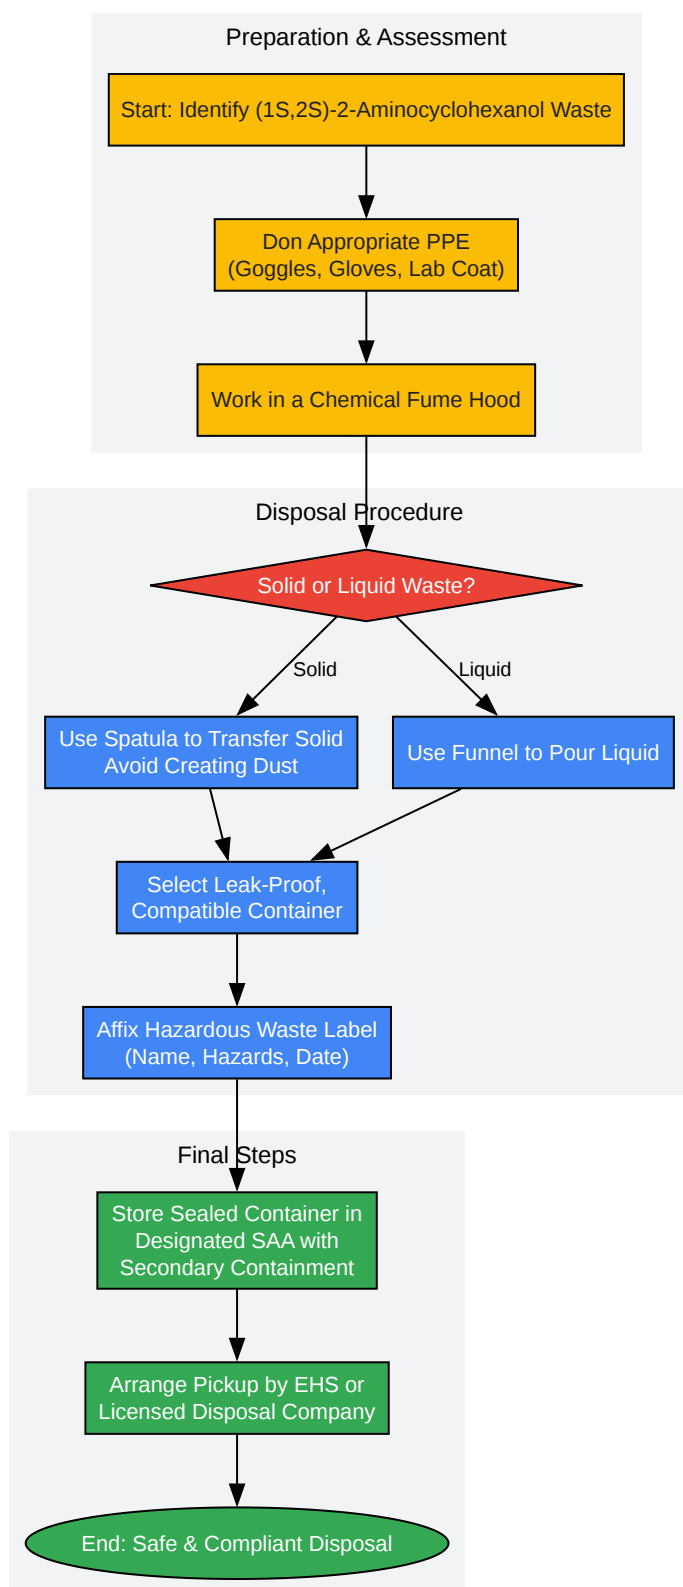 Preparation & Assessment
Start: Identify (1S,2S)-2-Aminocyclohexanol Waste
Don Appropriate PPE
(Goggles, Gloves, Lab Coat)
Work in a Chemical Fume Hood
Disposal Procedure
Solid or Liquid Waste?
Solid
Liquid
Use Spatula to Transfer Solid
Avoid Creating Dust
Use Funnel to Pour Liquid
Select Leak-Proof,
Compatible Container
Affix Hazardous Waste Label
(Name, Hazards, Date)
Final Steps
Store Sealed Container in
Designated SAA with
Secondary Containment
Arrange Pickup by EHS or
Licensed Disposal Company
End: Safe & Compliant Disposal